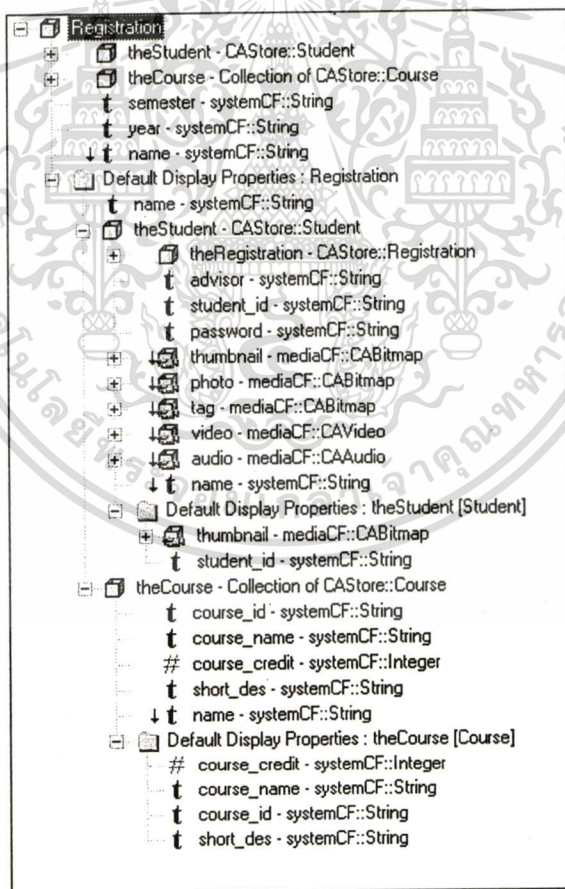 Registration
theStudent - CAStore::Student
theCourse - Collection of CAStore::Course
t semester - systemCF::String
t year - systemCF::String
t name - systemCF::String
Default Display Properties : Registration
t name - systemCF::String
theStudent - CAStore::Student
theRegistration - CAStore::Registration
t advisor - systemCF::String
t student_id - systemCF::String
t password - systemCF::String
thumbnail - mediaCF::CABitmap
photo - mediaCF::CABitmap
tag - mediaCF::CABitmap
video - mediaCF::CAVideo
audio - mediaCF::CAAudio
t name - systemCF::String
Default Display Properties : theStudent [Student]
thumbnail - mediaCF::CABitmap
t student_id - systemCF::String
theCourse - Collection of CAStore::Course
t course_id - systemCF::String
t course_name - systemCF::String
# course_credit - systemCF::Integer
t short_des - systemCF::String
t name - systemCF::String
Default Display Properties : theCourse [Course]
# course_credit - systemCF::Integer
t course_name - systemCF::String
t course_id - systemCF::String
t short_des - systemCF::String